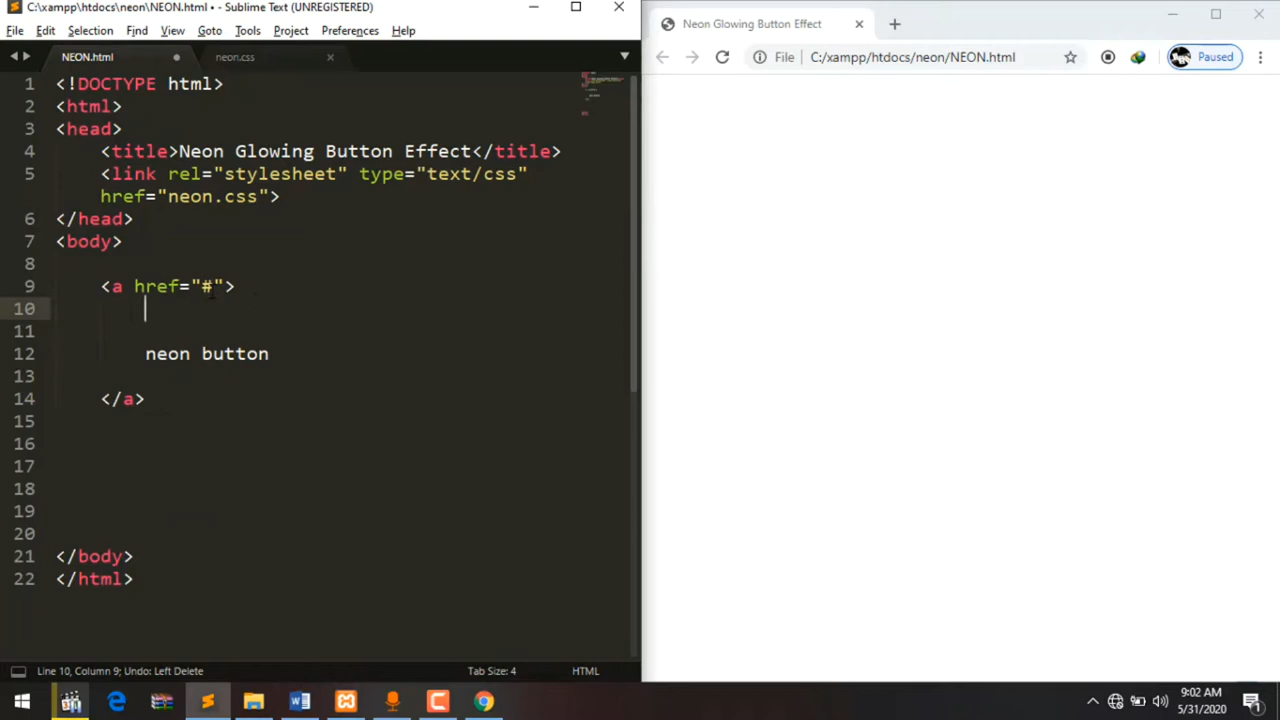 C:\xampp\htdocs\neon\NEON.html • - Sublime Text (UNREGISTERED)
File Edit Selection Find View Goto Tools Project Preferences Help
NEON.html neon.css
1 <!DOCTYPE html>
2 <html>
3 <head>
4 <title>Neon Glowing Button Effect</title>
5 <link rel="stylesheet" type="text/css"
href="neon.css">
6 </head>
7 <body>
8
9 <a href="#">
10
11
12 neon button
13
14 </a>
15
16
17
18
19
20
21 </body>
22 </html>
Line 10, Column 9; Undo: Left Delete Tab Size: 4 HTML
Neon Glowing Button Effect
File C:/xampp/htdocs/neon/NEON.html Paused
9:02 AM
5/31/2020
1